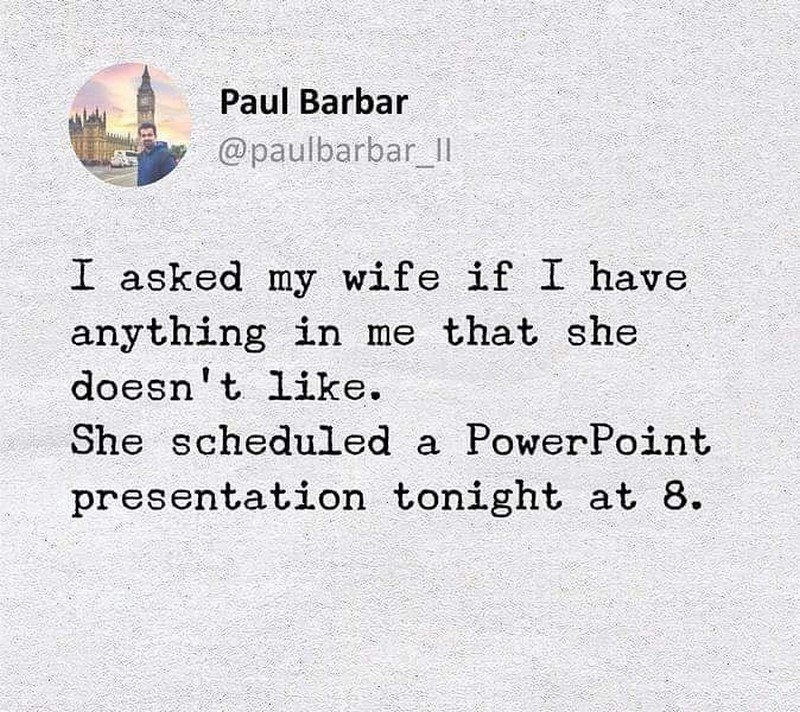 Paul Barbar
@paulbarbar_II
I asked my wife if I have
anything in me that she
doesn't like.
She scheduled a PowerPoint
presentation tonight at 8.